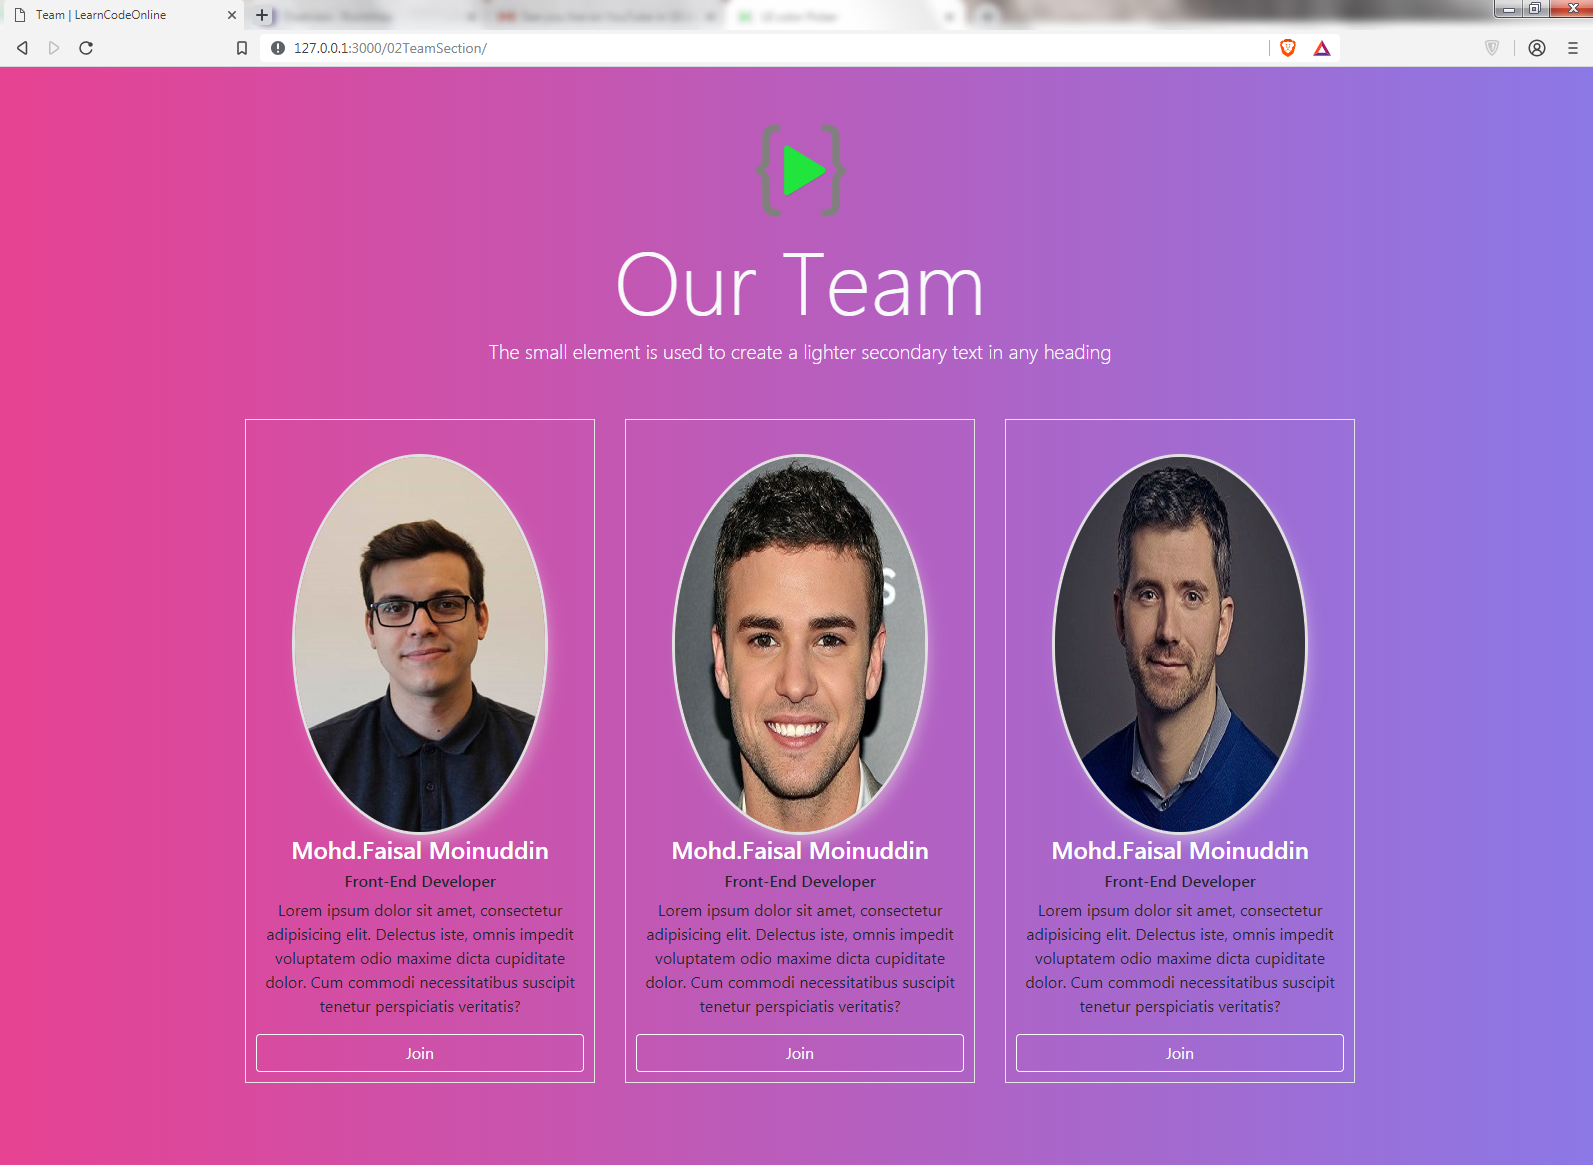 Team | LearnCodeOnline
127.0.0.1:3000/02TeamSection/
Our Team
The small element is used to create a lighter secondary text in any heading
Mohd.Faisal Moinuddin
Front-End Developer
Lorem ipsum dolor sit amet, consectetur
adipisicing elit. Delectus iste, omnis impedit
voluptatem odio maxime dicta cupiditate
dolor. Cum commodi necessitatibus suscipit
tenetur perspiciatis veritatis?
Join
Mohd.Faisal Moinuddin
Front-End Developer
Lorem ipsum dolor sit amet, consectetur
adipisicing elit. Delectus iste, omnis impedit
voluptatem odio maxime dicta cupiditate
dolor. Cum commodi necessitatibus suscipit
tenetur perspiciatis veritatis?
Join
Mohd.Faisal Moinuddin
Front-End Developer
Lorem ipsum dolor sit amet, consectetur
adipisicing elit. Delectus iste, omnis impedit
voluptatem odio maxime dicta cupiditate
dolor. Cum commodi necessitatibus suscipit
tenetur perspiciatis veritatis?
Join